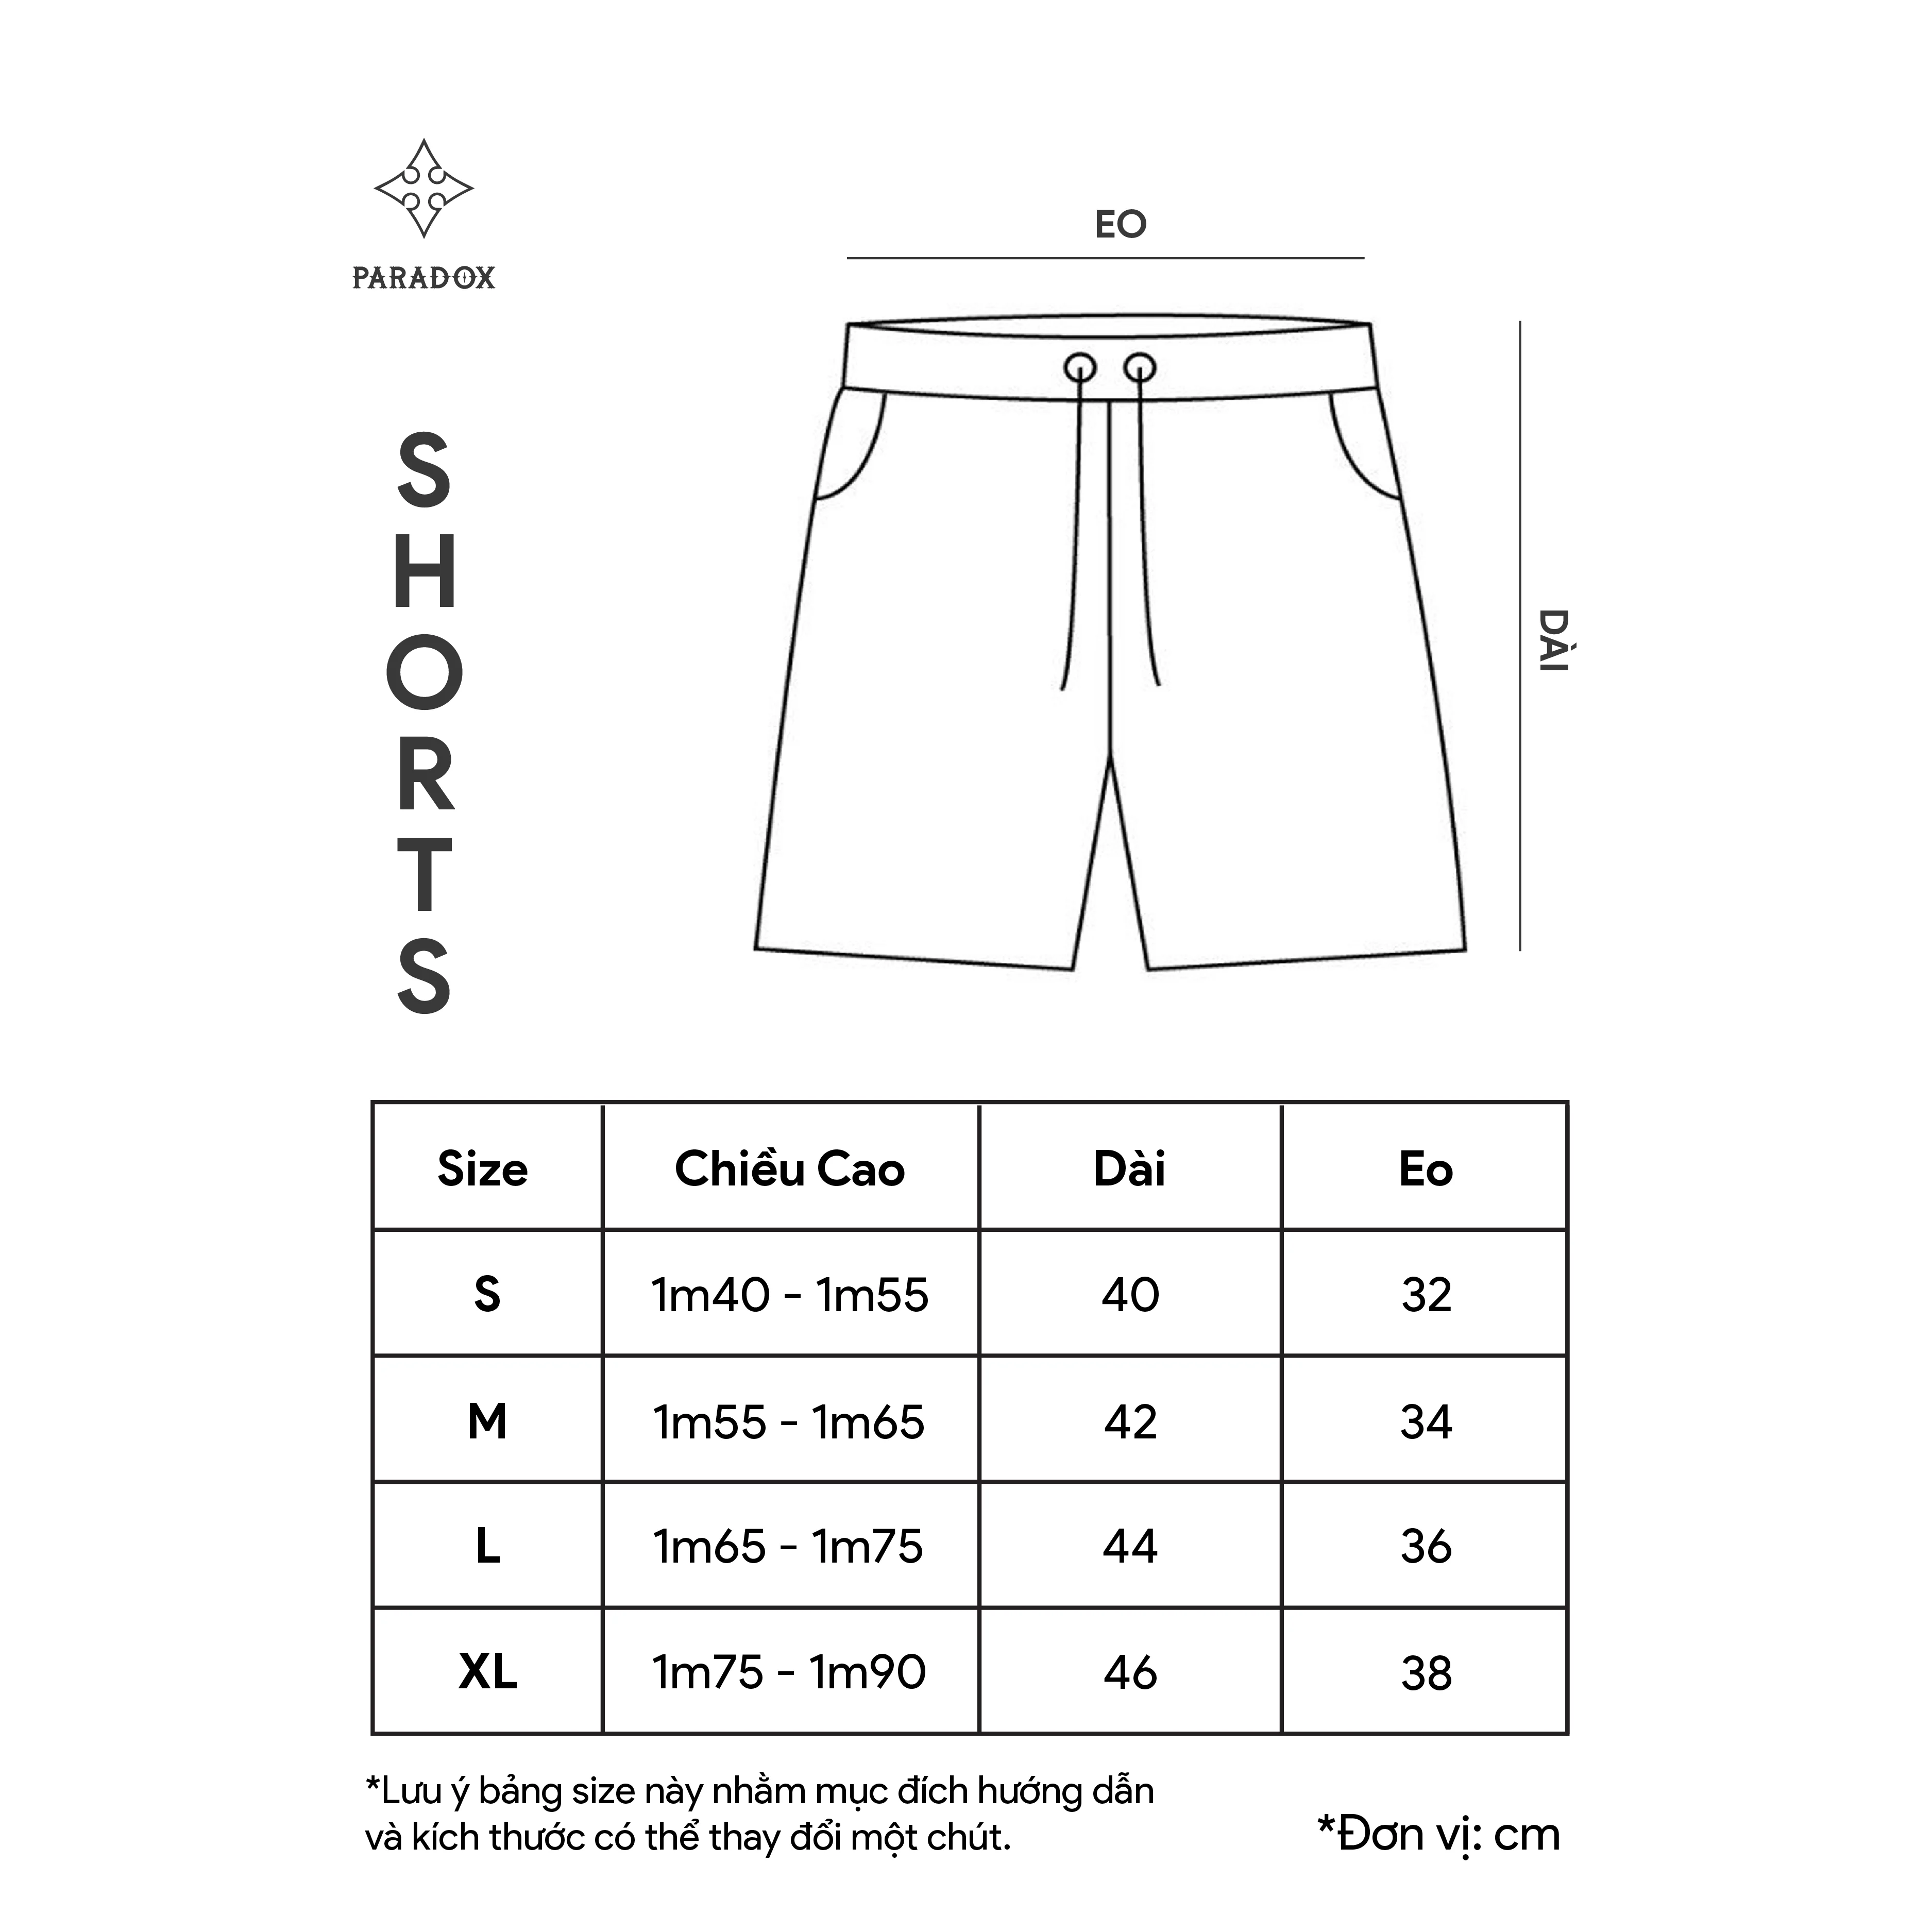 PARADOX
SHORTS
EO
DÀI
Size Chiều Cao Dài Eo
S 1m40 - 1m55 40 32
M 1m55 - 1m65 42 34
L 1m65 - 1m75 44 36
XL 1m75 - 1m90 46 38
*Lưu ý bảng size này nhằm mục đích hướng dẫn
và kích thước có thể thay đổi một chút.
*Đơn vị: cm